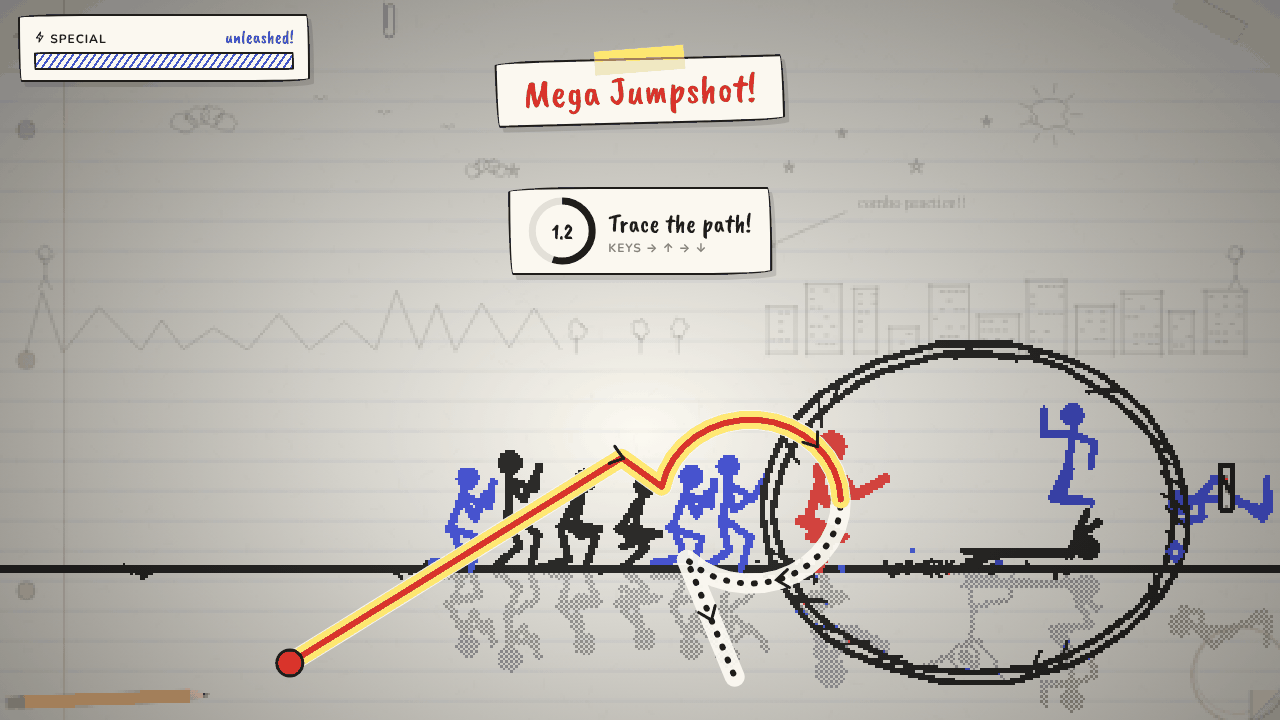 SPECIAL unleashed!
Mega Jumpshot!
1.2 Trace the path!
KEYS → ↑ → ↓
combo practice!!